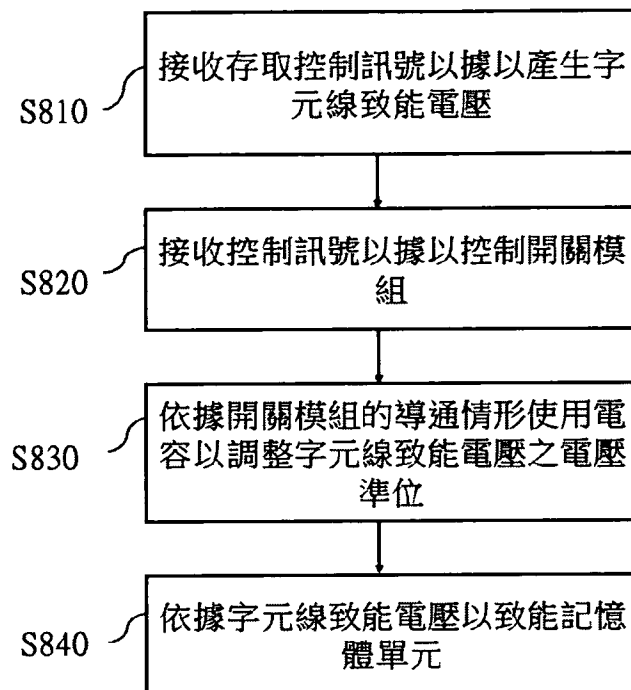 S810
接收存取控制訊號以據以產生字
元線致能電壓
S820
接收控制訊號以據以控制開關模
組
S830
依據開關模組的導通情形使用電
容以調整字元線致能電壓之電壓
準位
S840
依據字元線致能電壓以致能記憶
體單元